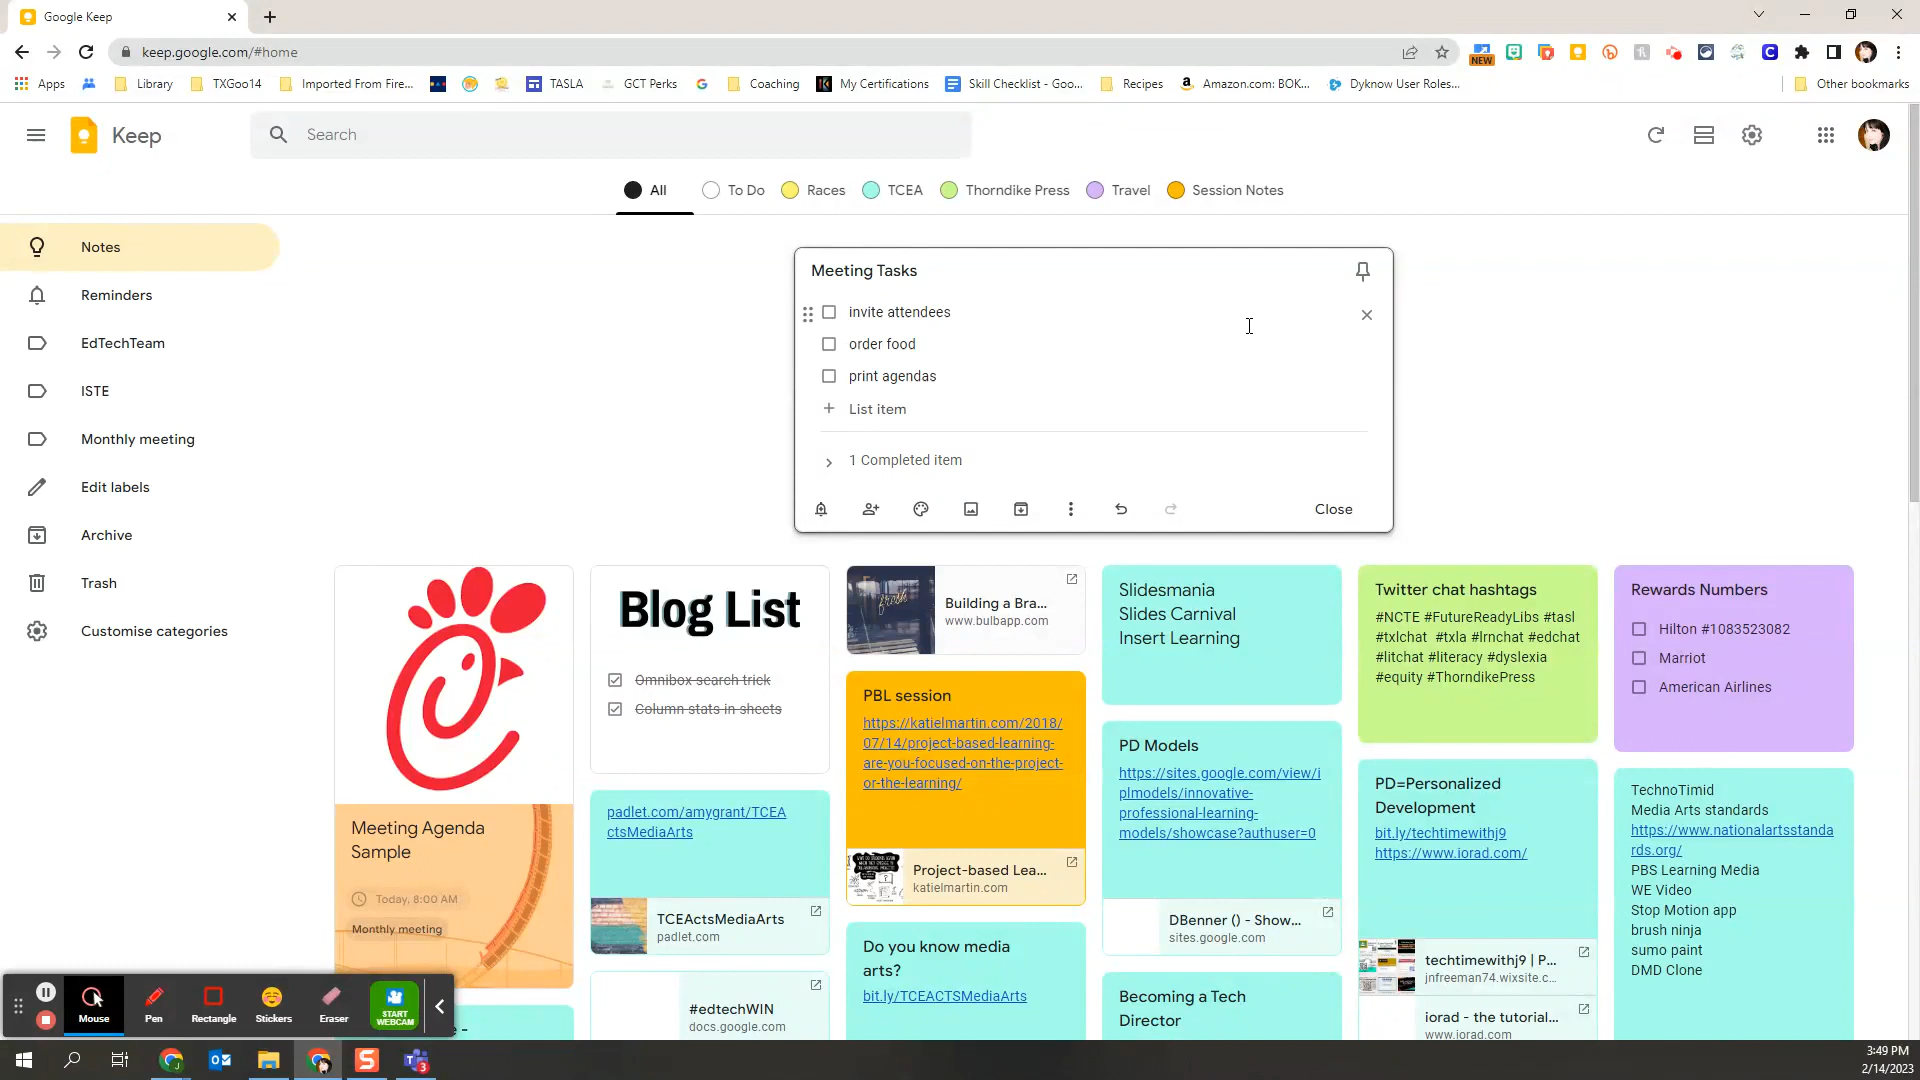 Google Keep
keep.google.com/#home
NEW
Apps
Library
TXGoo14
Imported From Fire...
TASLA
GCT Perks
Coaching
My Certifications
Skill Checklist - Goo...
Recipes
Amazon.com: BOK...
Dyknow User Roles...
Other bookmarks
Keep
Search
All
To Do
Races
TCEA
Thorndike Press
Travel
Session Notes
Notes
Reminders
EdTechTeam
ISTE
Monthly meeting
Edit labels
Archive
Trash
Customise categories
Meeting Tasks
invite attendees
order food
print agendas
+ List item
1 Completed item
Close
Meeting Agenda
Sample
Today, 8:00 AM
Monthly meeting
Blog List
Omnibox search trick
Column stats in sheets
padlet.com/amygrant/TCEA
ctsMediaArts
TCEActsMediaArts
padlet.com
#edtechWIN
docs.google.com
fresh
Building a Bra...
www.bulbapp.com
PBL session
https://katielmartin.com/2018/
07/14/project-based-learning-
are-you-focused-on-the-project-
or-the-learning/
Project-based Lea...
katielmartin.com
Do you know media
arts?
bit.ly/TCEACTSMediaArts
Slidesmania
Slides Carnival
Insert Learning
PD Models
https://sites.google.com/view/i
plmodels/innovative-
professional-learning-
models/showcase?authuser=0
DBenner () - Show...
sites.google.com
Becoming a Tech
Director
Twitter chat hashtags
#NCTE #FutureReadyLibs #tasl
#txlchat #txla #lrnchat #edchat
#litchat #literacy #dyslexia
#equity #ThorndikePress
PD=Personalized
Development
bit.ly/techtimewithj9
https://www.iorad.com/
techtimewithj9 | P...
jnfreeman74.wixsite.c...
iorad - the tutorial...
www.iorad.com
Rewards Numbers
Hilton #1083523082
Marriot
American Airlines
TechnoTimid
Media Arts standards
https://www.nationalartsstanda
rds.org/
PBS Learning Media
WE Video
Stop Motion app
brush ninja
sumo paint
DMD Clone
Mouse
Pen
Rectangle
Stickers
Eraser
START
WEBCAM
3:49 PM
2/14/2023